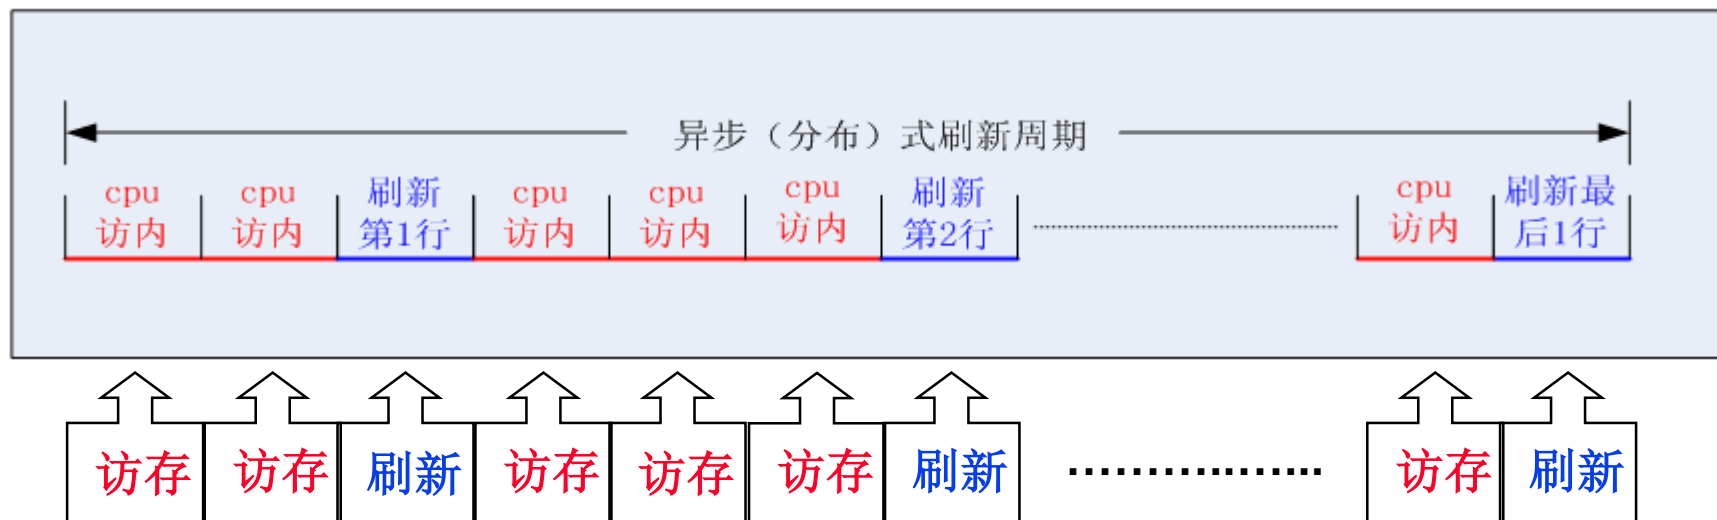 异步（分布）式刷新周期
cpu 访内
cpu 访内
刷新 第1行
cpu 访内
cpu 访内
cpu 访内
刷新 第2行
cpu 访内
刷新最 后1行
访存 访存 刷新 访存 访存 访存 刷新 …………………… 访存 刷新